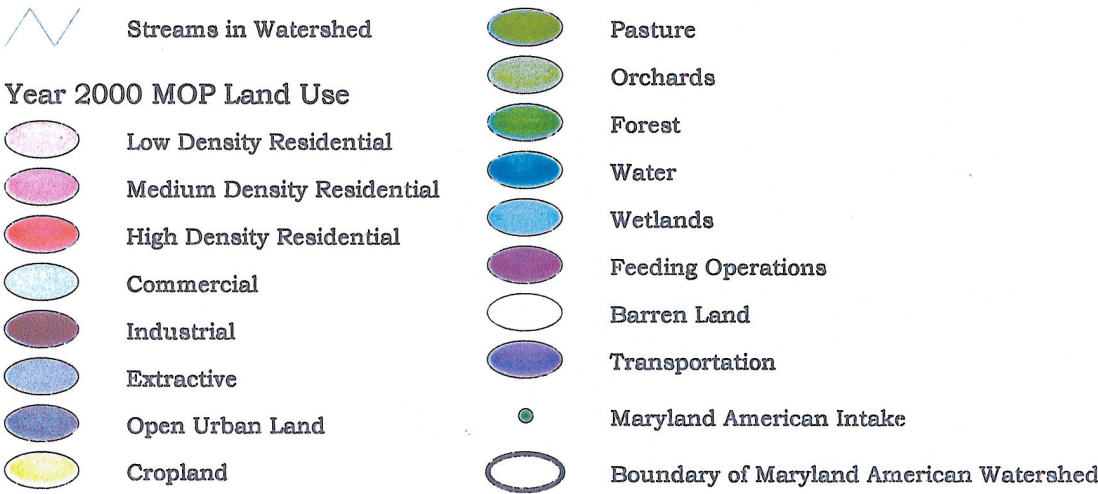 Streams in Watershed
Year 2000 MOP Land Use
Low Density Residential
Medium Density Residential
High Density Residential
Commercial
Industrial
Extractive
Open Urban Land
Cropland
Pasture
Orchards
Forest
Water
Wetlands
Feeding Operations
Barren Land
Transportation
Maryland American Intake
Boundary of Maryland American Watershed